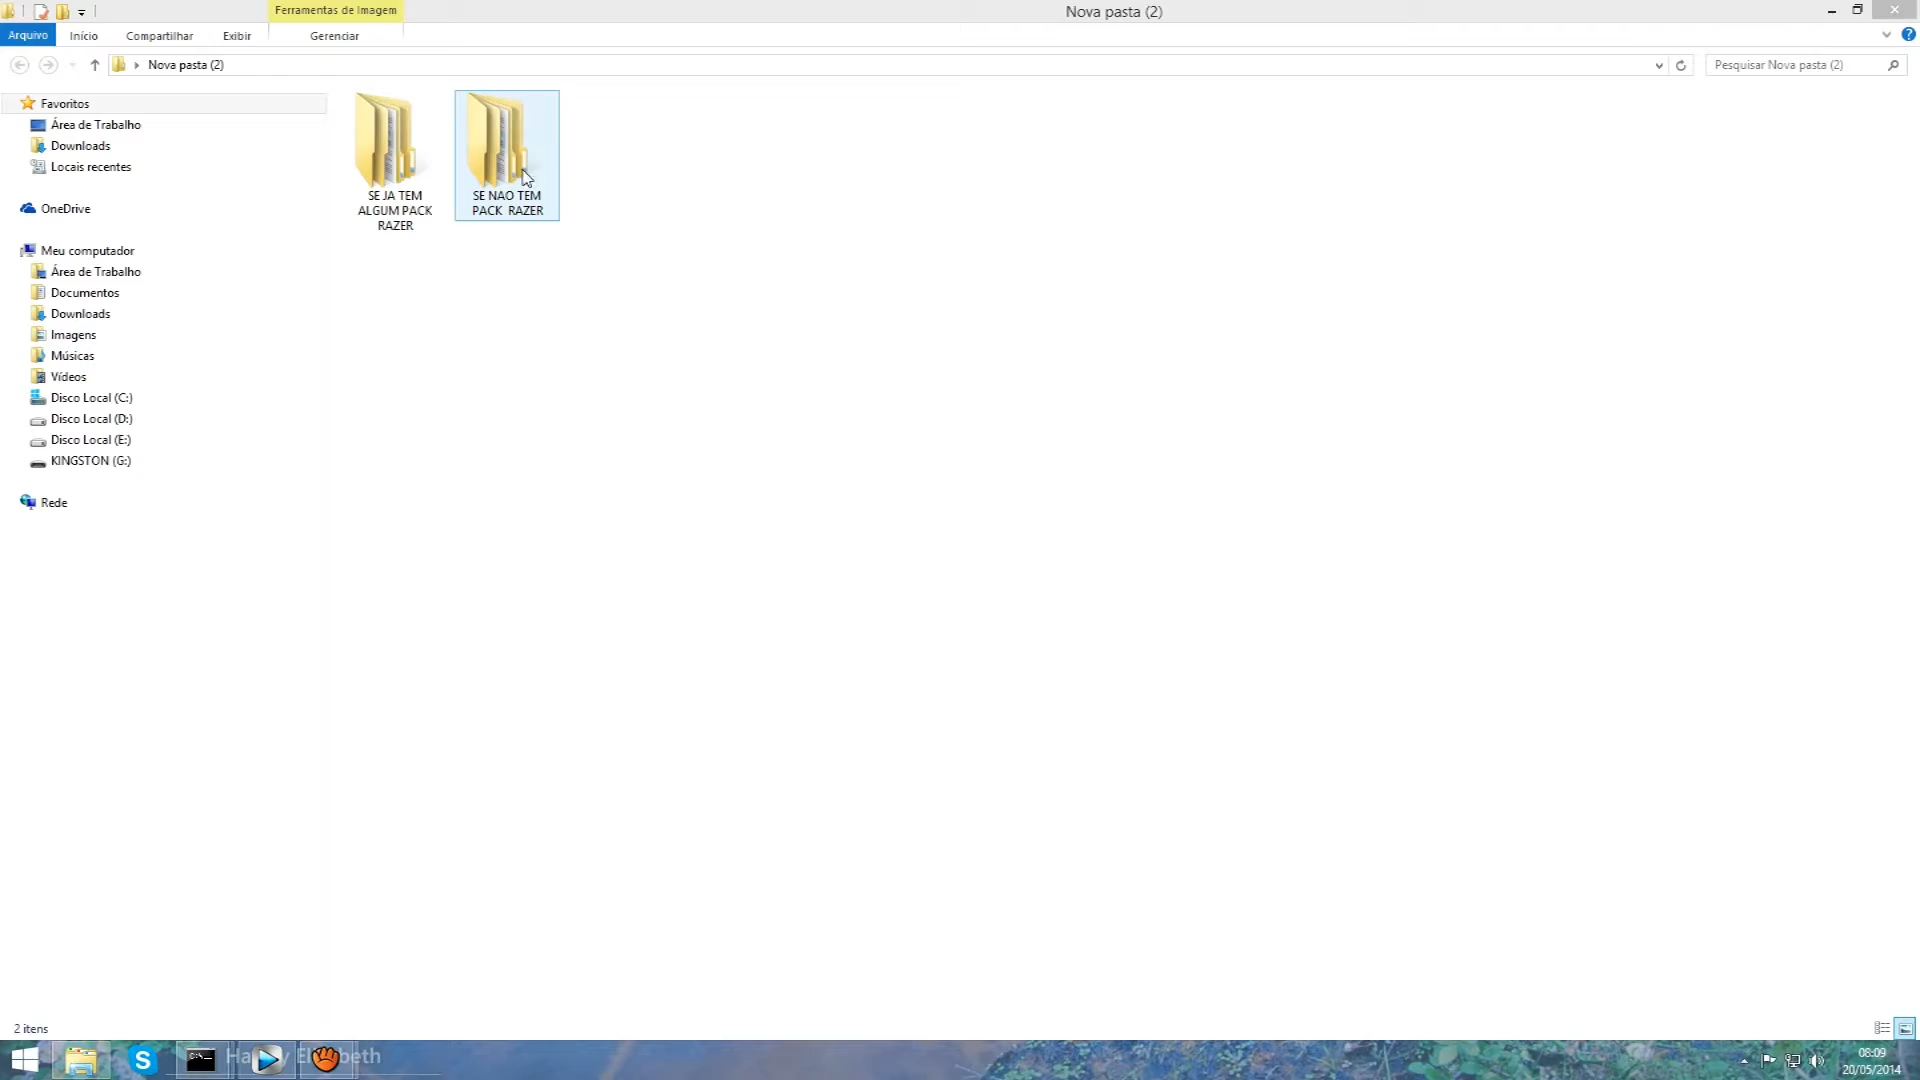 Ferramentas de Imagem
Nova pasta (2)
Arquivo
Início
Compartilhar
Exibir
Gerenciar
Nova pasta (2)
Pesquisar Nova pasta (2)
Favoritos
Área de Trabalho
Downloads
Locais recentes
OneDrive
Meu computador
Área de Trabalho
Documentos
Downloads
Imagens
Músicas
Vídeos
Disco Local (C:)
Disco Local (D:)
Disco Local (E:)
KINGSTON (G:)
Rede
SE JA TEM
ALGUM PACK
RAZER
SE NAO TEM
PACK RAZER
2 itens
08:09
20/05/2014